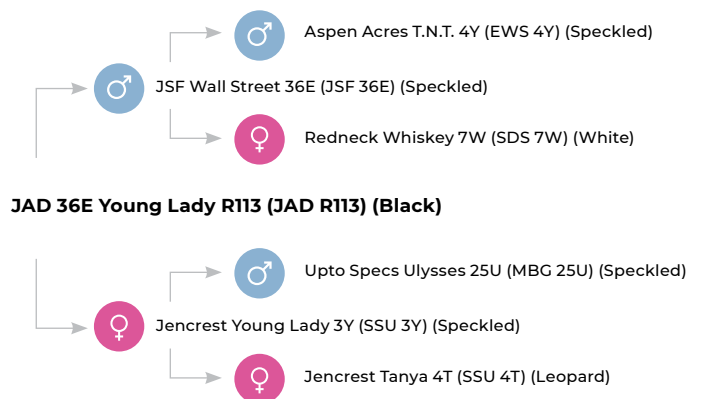 Aspen Acres T.N.T. 4Y (EWS 4Y) (Speckled)
JSF Wall Street 36E (JSF 36E) (Speckled)
Redneck Whiskey 7W (SDS 7W) (White)
JAD 36E Young Lady R113 (JAD R113) (Black)
Upto Specs Ulysses 25U (MBG 25U) (Speckled)
Jencrest Young Lady 3Y (SSU 3Y) (Speckled)
Jencrest Tanya 4T (SSU 4T) (Leopard)